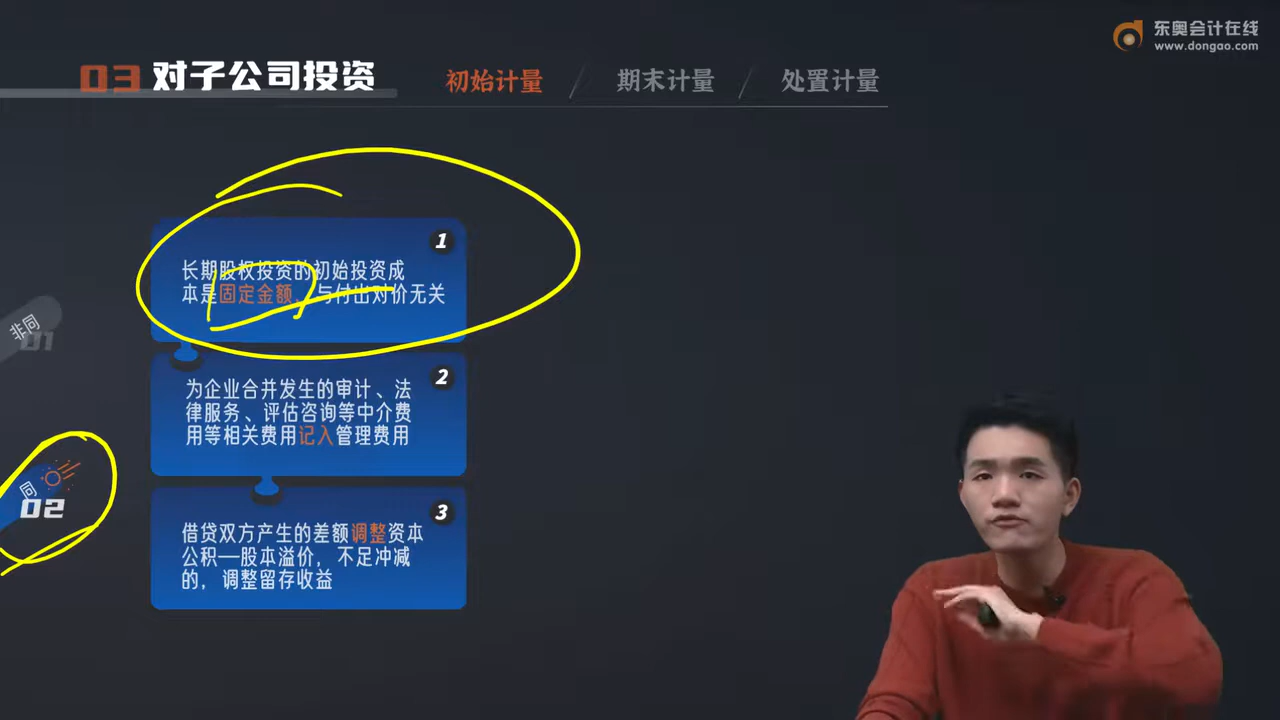 东奥会计在线
www.dongao.com
03 对子公司投资
初始计量
期末计量
处置计量
1
长期股权投资的初始投资成
本是固定金额，与付出对价无关
非同
01
2
为企业合并发生的审计、法
律服务、评估咨询等中介费
用等相关费用记入管理费用
同
02
3
借贷双方产生的差额调整资本
公积—股本溢价，不足冲减
的，调整留存收益